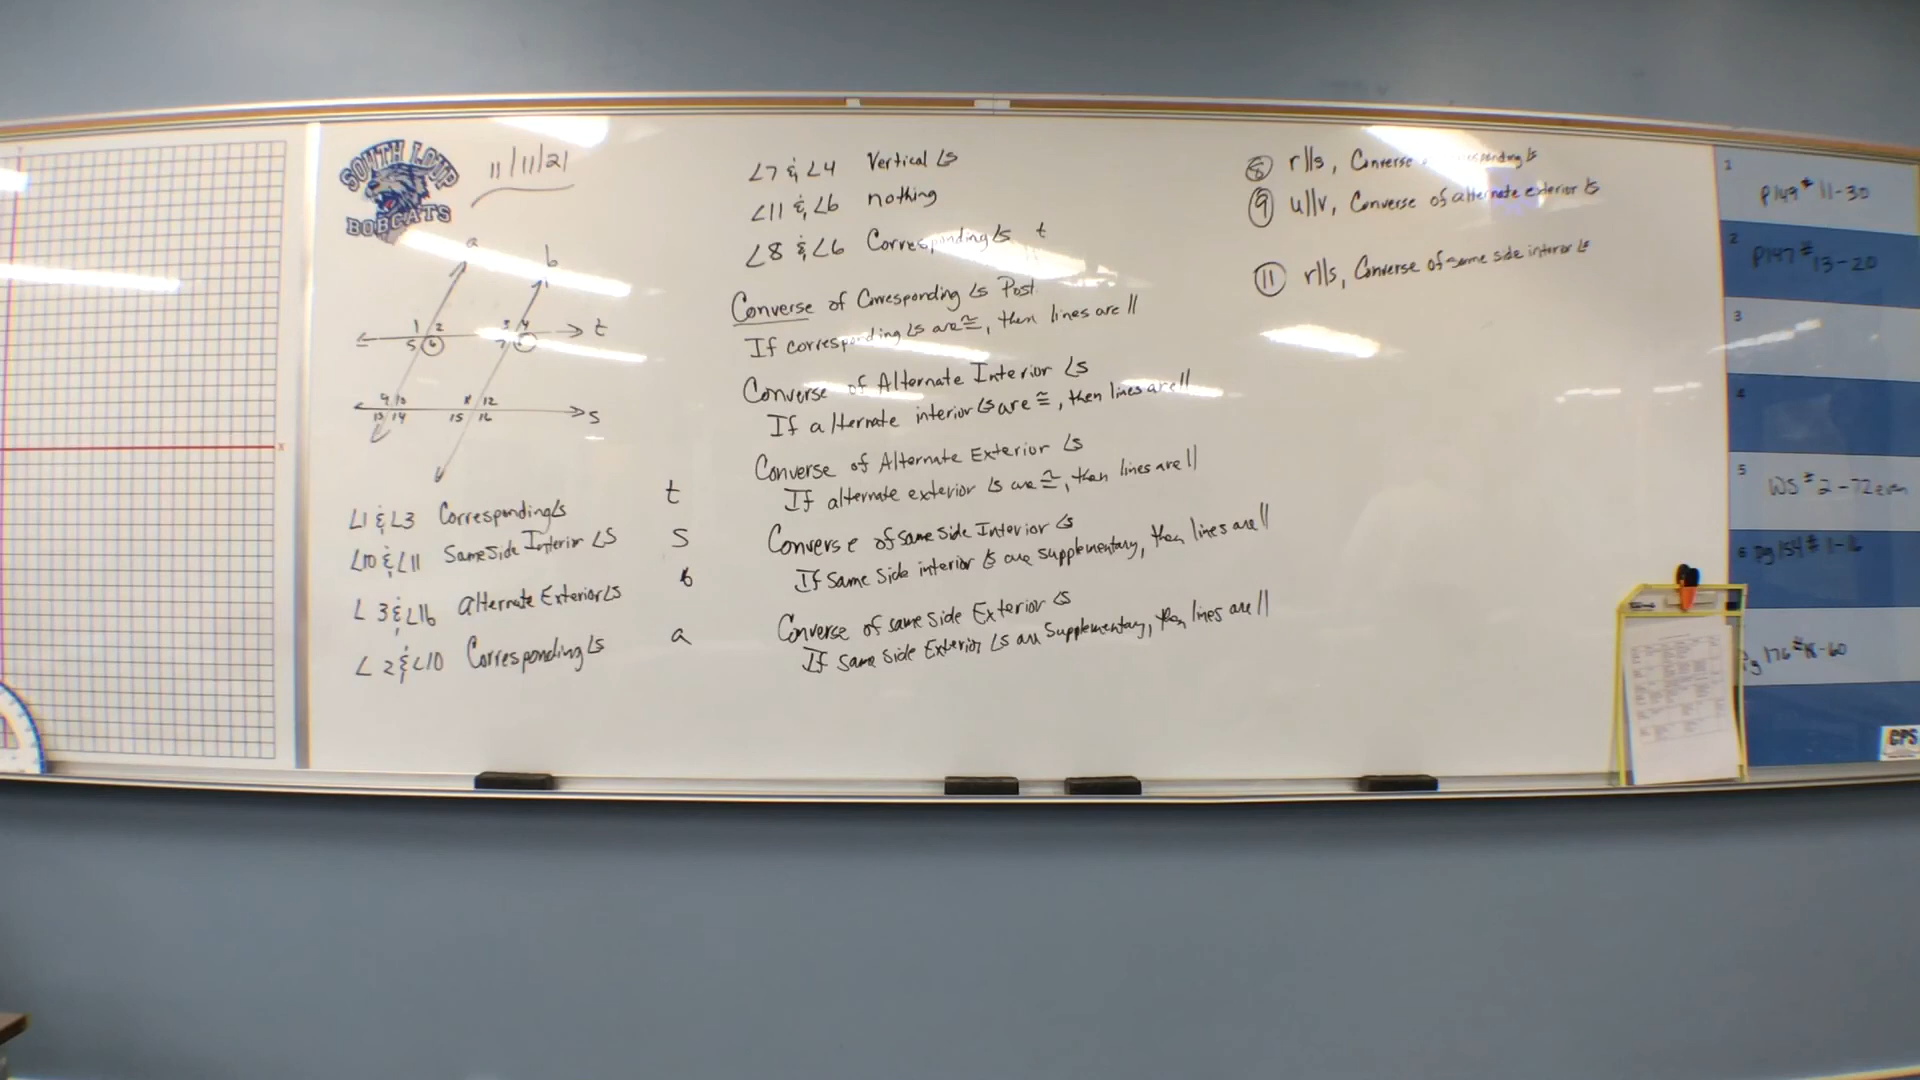 SOUTH LOUP
BOBCATS
11/11/21
a
b
1 2 3 4 t
5 6 7
9 10 11 12
13 14 15 16 s
∠1 & ∠3 Corresponding ∠s t
∠10 & ∠11 Same Side Interior ∠s S
∠3 & ∠16 Alternate Exterior ∠s b
∠2 & ∠10 Corresponding ∠s a
∠7 & ∠4 Vertical ∠s
∠11 & ∠6 nothing
∠8 & ∠6 Corresponding ∠s t
Converse of Corresponding ∠s Post.
If corresponding ∠s are ≅, then lines are ||
Converse of Alternate Interior ∠s
If alternate interior ∠s are ≅, then lines are ||
Converse of Alternate Exterior ∠s
If alternate exterior ∠s are ≅, then lines are ||
Converse of same side Interior ∠s
If same side interior ∠s are supplementary, then lines are ||
Converse of same side Exterior ∠s
If same side Exterior ∠s are supplementary, then lines are ||
8 r||s, Converse ∠s
9 u||v, Converse of alternate exterior ∠s
11 r||s, Converse of same side interior ∠s
x
1 P149 # 11-30
2 P147 # 13-20
3
4
5 WS # 2-72 even
6 Pg 154 # 1-16
Pg 176 # 18-60
CPS